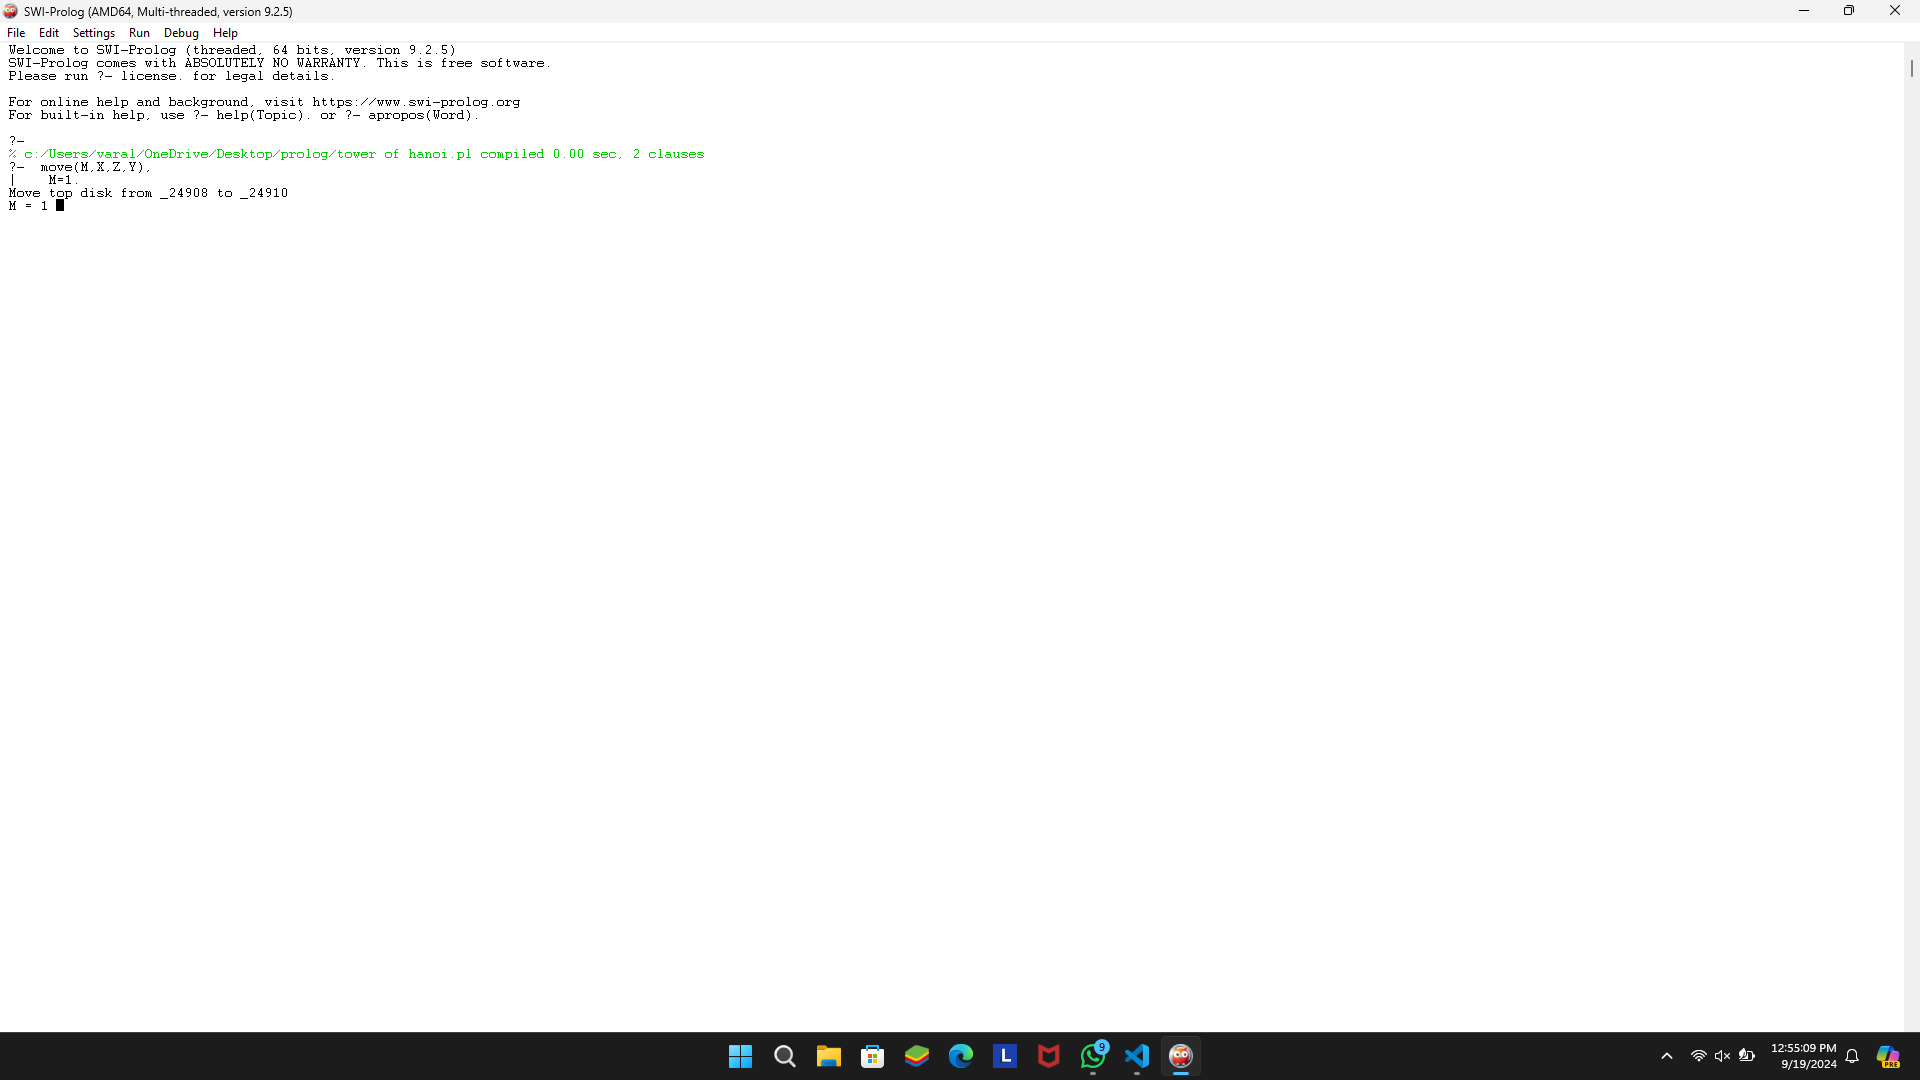 SWI-Prolog (AMD64, Multi-threaded, version 9.2.5)
File Edit Settings Run Debug Help
Welcome to SWI-Prolog (threaded, 64 bits, version 9.2.5)
SWI-Prolog comes with ABSOLUTELY NO WARRANTY. This is free software.
Please run ?- license. for legal details.
For online help and background, visit https://www.swi-prolog.org
For built-in help, use ?- help(Topic). or ?- apropos(Word).
?-
% c:/Users/varal/OneDrive/Desktop/prolog/tower of hanoi.pl compiled 0.00 sec, 2 clauses
?-  move(M,X,Z,Y),
|    M=1.
Move top disk from _24908 to _24910
M = 1
L
9
12:55:09 PM
9/19/2024
PRE